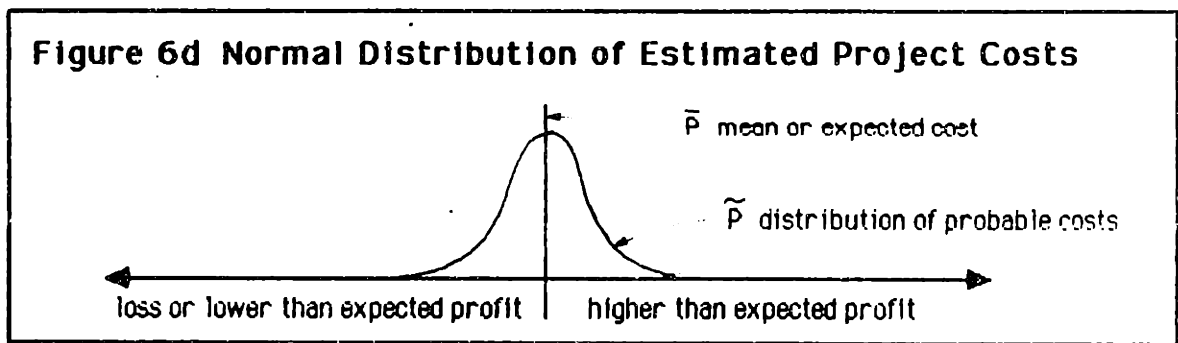 Figure 6d Normal Distribution of Estimated Project Costs
P̄ mean or expected cost
P̃ distribution of probable costs
loss or lower than expected profit
higher than expected profit